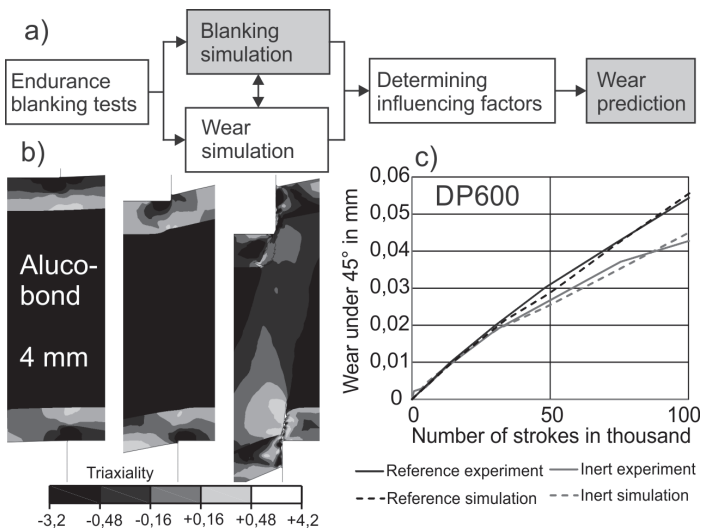 a)
Endurance
blanking tests
Blanking
simulation
Wear
simulation
Determining
influencing factors
Wear
prediction
b)
Aluco-
bond
4 mm
Triaxiality
-3,2 -0,48 -0,16 +0,16 +0,48 +4,2
c)
DP600
Wear under 45° in mm
0,06
0,05
0,04
0,03
0,02
0,01
0
0 50 100
Number of strokes in thousand
Reference experiment
Inert experiment
Reference simulation
Inert simulation